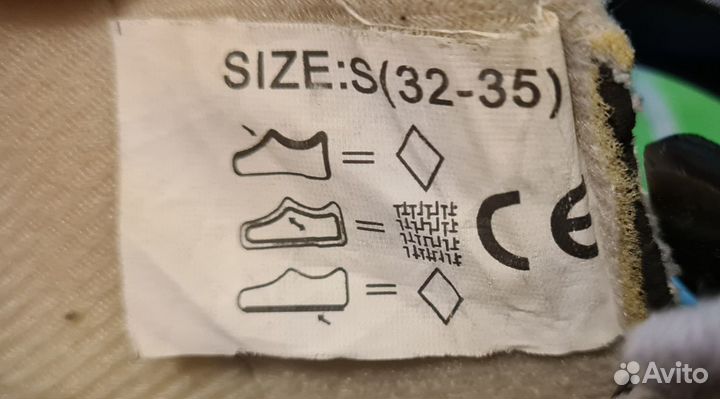 SIZE:S(32-35)
=
=
CE
=
Avito